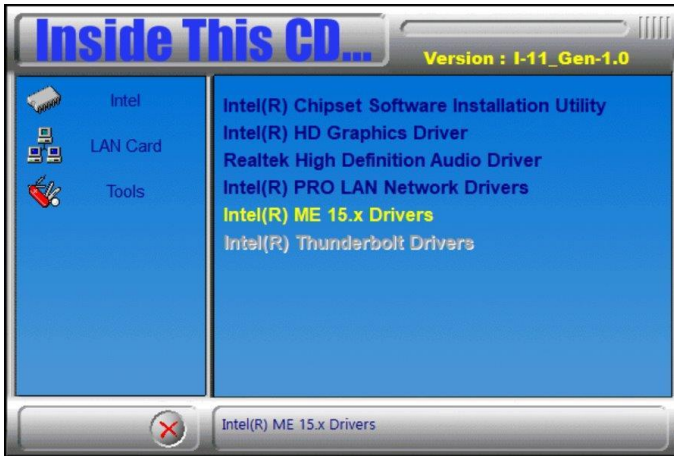 Inside This CD...
Version : I-11_Gen-1.0
Intel
LAN Card
Tools
Intel(R) Chipset Software Installation Utility
Intel(R) HD Graphics Driver
Realtek High Definition Audio Driver
Intel(R) PRO LAN Network Drivers
Intel(R) ME 15.x Drivers
Intel(R) Thunderbolt Drivers
Intel(R) ME 15.x Drivers